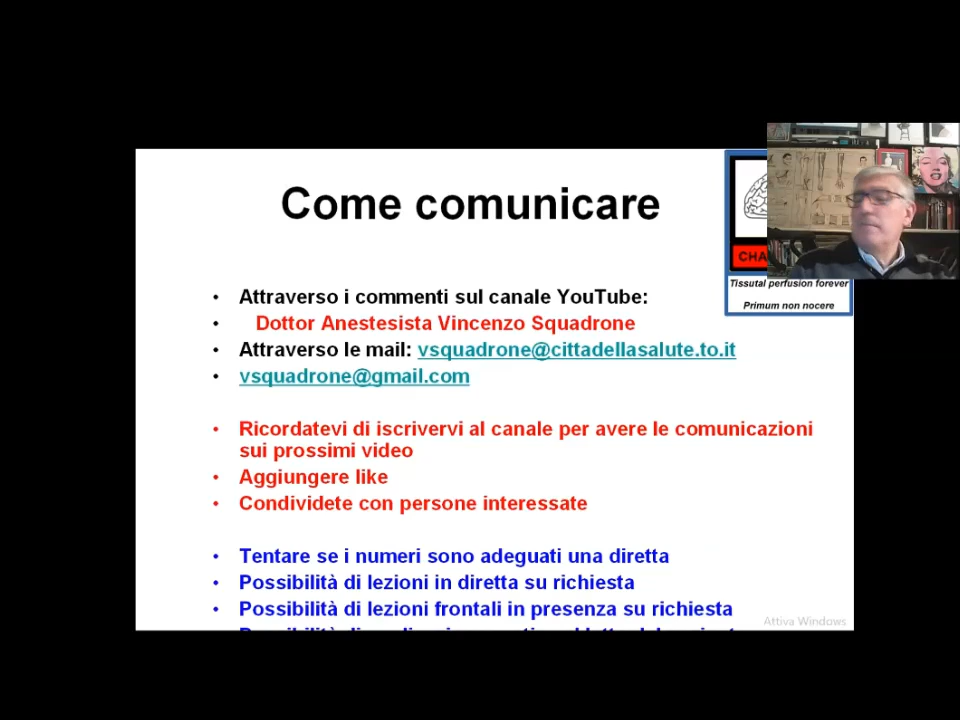 Come comunicare
CHA
Tissutal perfusion forever
Primum non nocere
• Attraverso i commenti sul canale YouTube:
• Dottor Anestesista Vincenzo Squadrone
• Attraverso le mail: vsquadrone@cittadellasalute.to.it
• vsquadrone@gmail.com
• Ricordatevi di iscrivervi al canale per avere le comunicazioni
sui prossimi video
• Aggiungere like
• Condividete con persone interessate
• Tentare se i numeri sono adeguati una diretta
• Possibilità di lezioni in diretta su richiesta
• Possibilità di lezioni frontali in presenza su richiesta
Attiva Windows